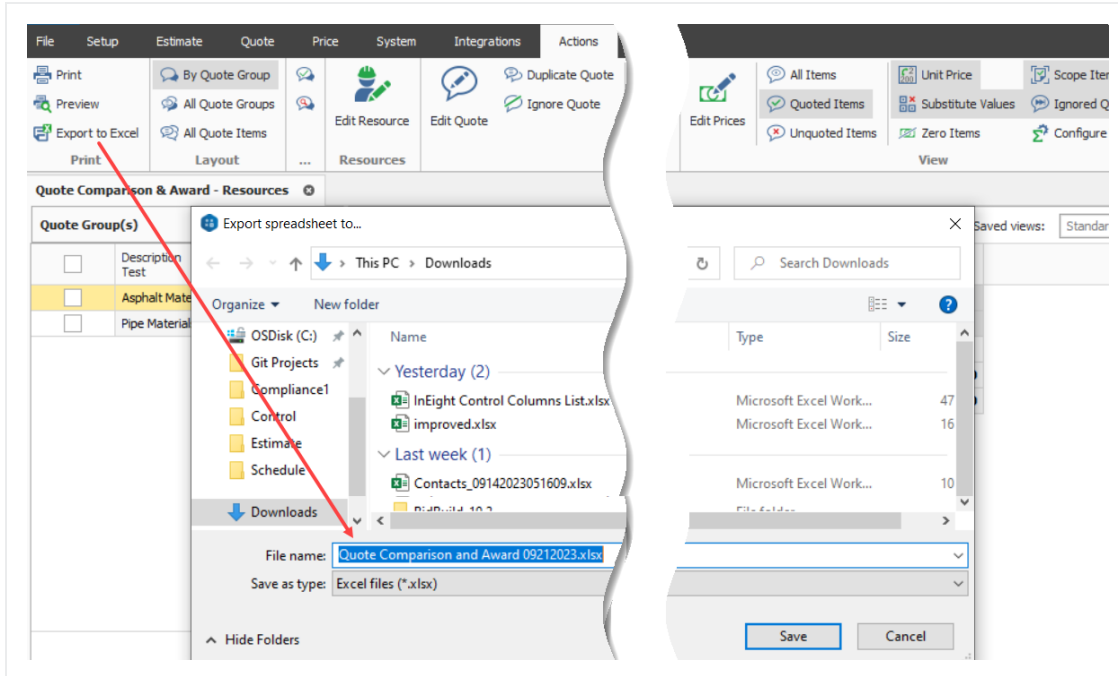 File Setup Estimate Quote Price System Integrations Actions
Print By Quote Group Duplicate Quote All Items Unit Price Scope Iter
Preview All Quote Groups Edit Resource Edit Quote Ignore Quote Edit Prices Quoted Items Substitute Values Ignored Q
Export to Excel All Quote Items Unquoted Items Zero Items Configure
Print Layout ... Resources View
Quote Comparison & Award - Resources
Quote Group(s) Export spreadsheet to... Saved views: Standar
Description
Test
This PC > Downloads Search Downloads
Asphalt Mate Organize New folder
Pipe Material
OSDisk (C:) Name Type Size
Git Projects
Yesterday (2)
Compliance1
InEight Control Columns List.xlsx Microsoft Excel Work... 47
Control
improved.xlsx Microsoft Excel Work... 16
Estimate
Last week (1)
Schedule
Contacts_09142023051609.xlsx Microsoft Excel Work... 10
Downloads
File name: Quote Comparison and Award 09212023.xlsx
Save as type: Excel files (*.xlsx)
Hide Folders Save Cancel